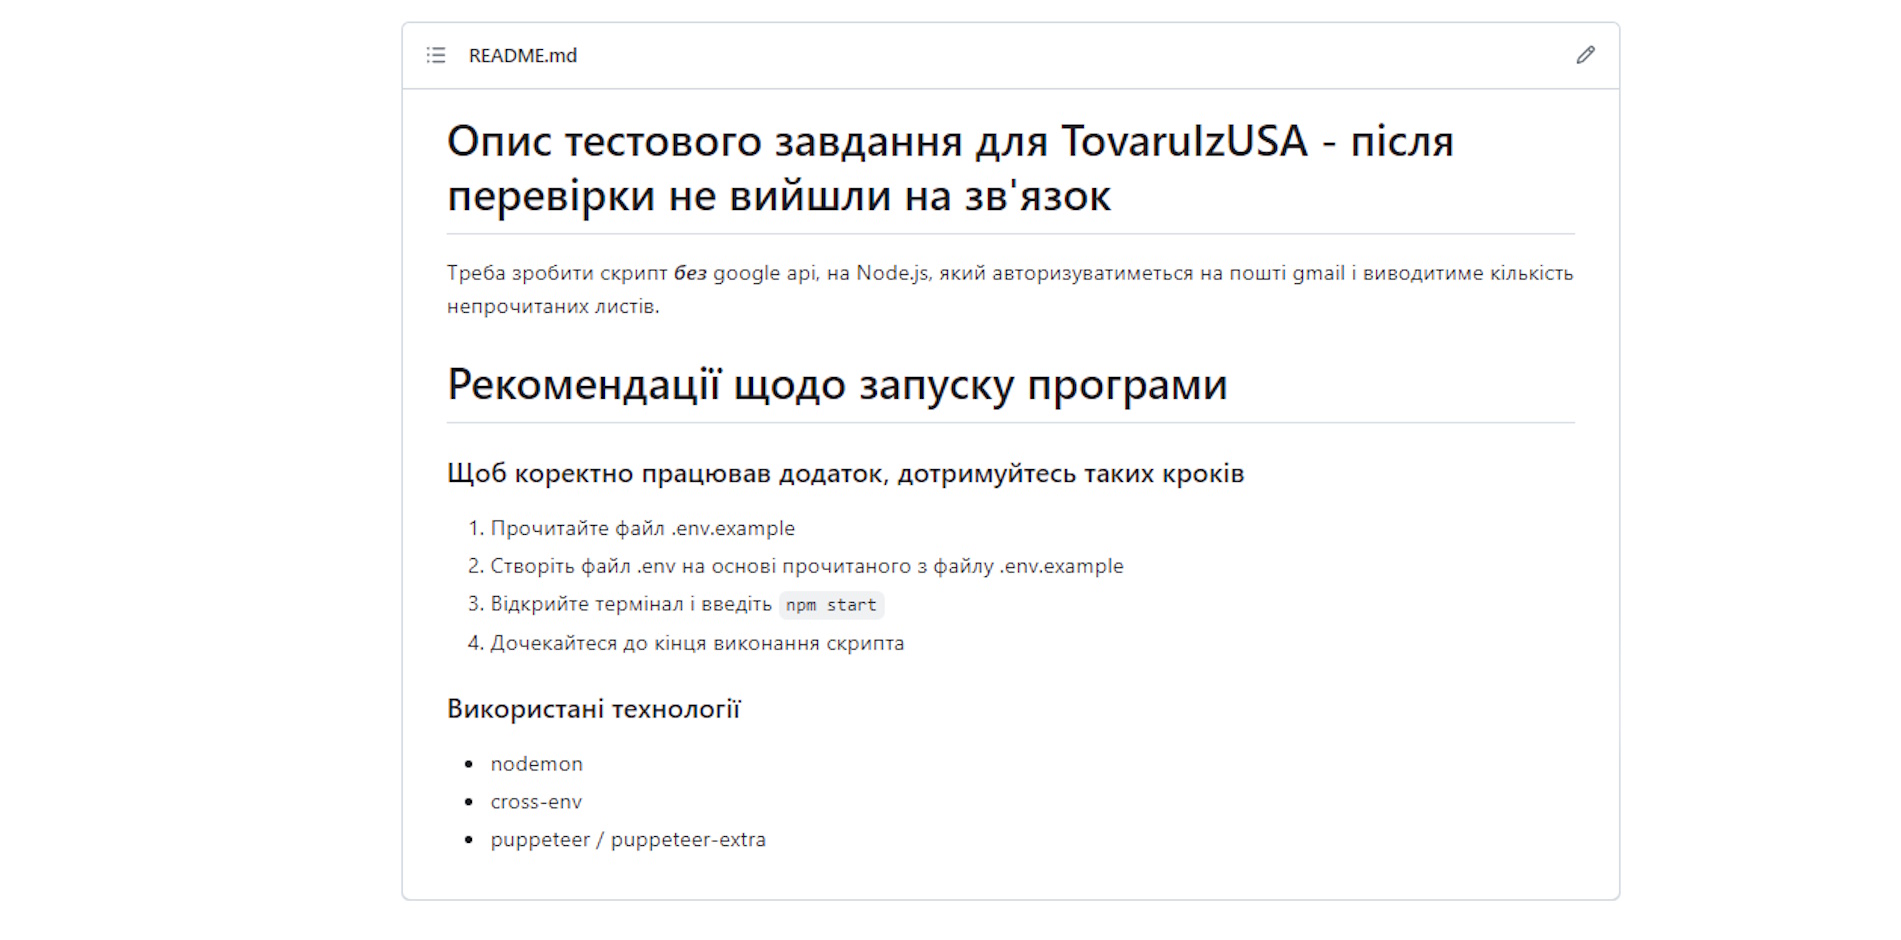 README.md
Опис тестового завдання для TovaruIzUSA - після
перевірки не вийшли на зв'язок
Треба зробити скрипт без google api, на Node.js, який авторизуватиметься на пошті gmail і виводитиме кількість
непрочитаних листів.
Рекомендації щодо запуску програми
Щоб коректно працював додаток, дотримуйтесь таких кроків
1. Прочитайте файл .env.example
2. Створіть файл .env на основі прочитаного з файлу .env.example
3. Відкрийте термінал і введіть npm start
4. Дочекайтеся до кінця виконання скрипта
Використані технології
• nodemon
• cross-env
• puppeteer / puppeteer-extra